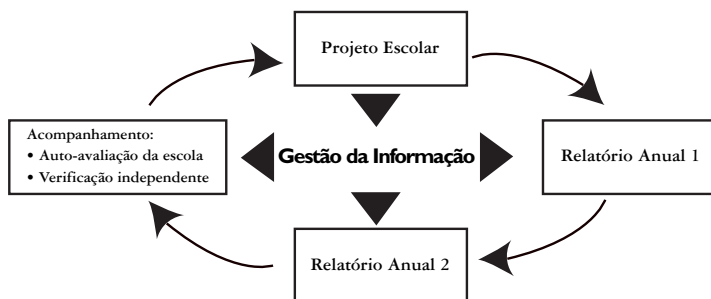 Projeto Escolar
Acompanhamento:
• Auto-avaliação da escola
• Verificação independente
Gestão da Informação
Relatório Anual 1
Relatório Anual 2